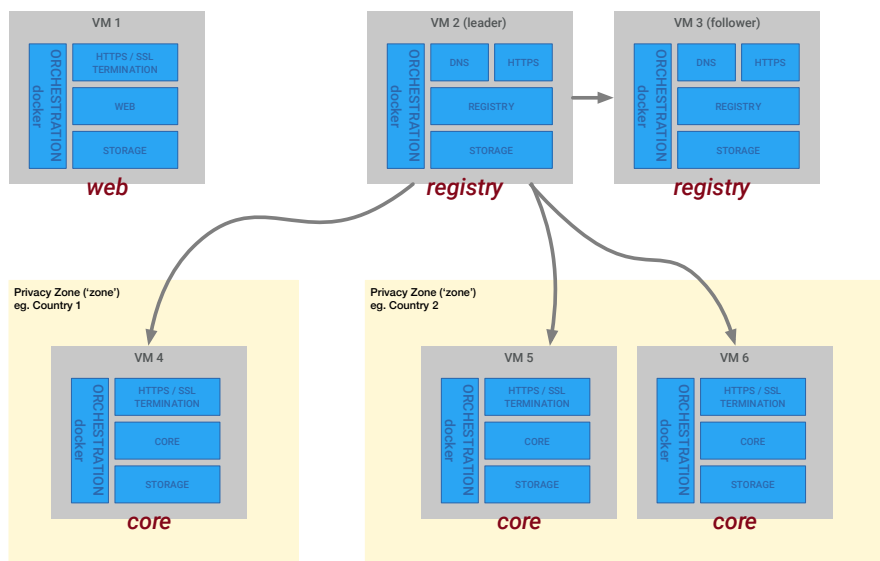 VM 1
ORCHESTRATION
docker
HTTPS / SSL
TERMINATION
WEB
STORAGE
web
VM 2 (leader)
ORCHESTRATION
docker
DNS
HTTPS
REGISTRY
STORAGE
registry
VM 3 (follower)
ORCHESTRATION
docker
DNS
HTTPS
REGISTRY
STORAGE
registry
Privacy Zone (‘zone’)
eg. Country 1
VM 4
ORCHESTRATION
docker
HTTPS / SSL
TERMINATION
CORE
STORAGE
core
Privacy Zone (‘zone’)
eg. Country 2
VM 5
ORCHESTRATION
docker
HTTPS / SSL
TERMINATION
CORE
STORAGE
core
VM 6
ORCHESTRATION
docker
HTTPS / SSL
TERMINATION
CORE
STORAGE
core